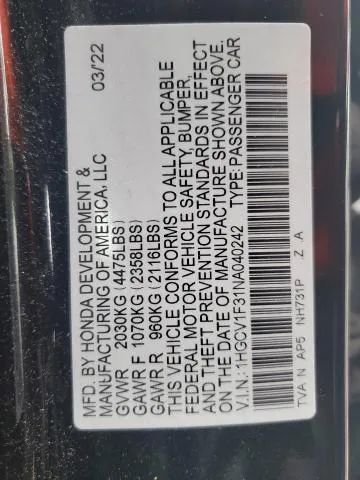 MFD. BY HONDA DEVELOPMENT &
MANUFACTURING OF AMERICA, LLC 03/'22
GVWR 2030KG (4475LBS)
GAWR F 1070KG (2358LBS)
GAWR R 960KG (2116LBS)
THIS VEHICLE CONFORMS TO ALL APPLICABLE
FEDERAL MOTOR VEHICLE SAFETY, BUMPER,
AND THEFT PREVENTION STANDARDS IN EFFECT
ON THE DATE OF MANUFACTURE SHOWN ABOVE.
V.I.N.: 1HGCV1F31NA040242 TYPE: PASSENGER CAR
TVA N AP5 NH731P .Z .A